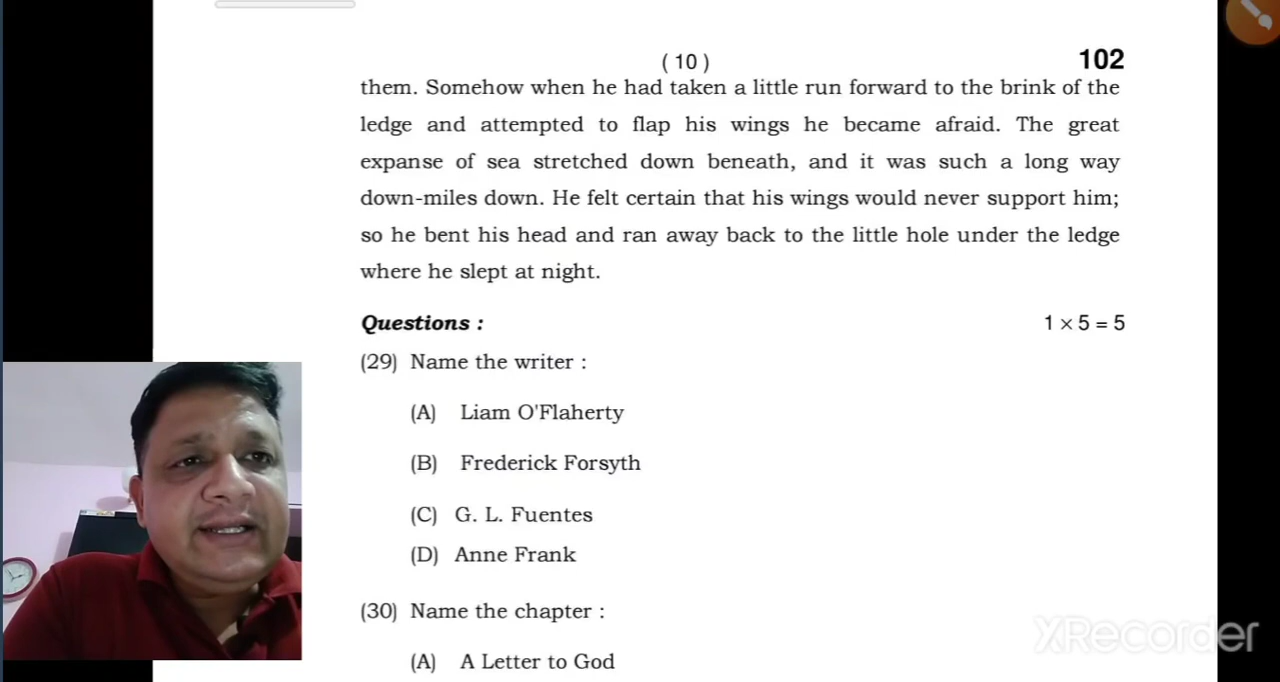 ( 10 ) 102
them. Somehow when he had taken a little run forward to the brink of the
ledge and attempted to flap his wings he became afraid. The great
expanse of sea stretched down beneath, and it was such a long way
down-miles down. He felt certain that his wings would never support him;
so he bent his head and ran away back to the little hole under the ledge
where he slept at night.
Questions : 1 × 5 = 5
(29) Name the writer :
(A) Liam O'Flaherty
(B) Frederick Forsyth
(C) G. L. Fuentes
(D) Anne Frank
(30) Name the chapter :
(A) A Letter to God
XRecorder